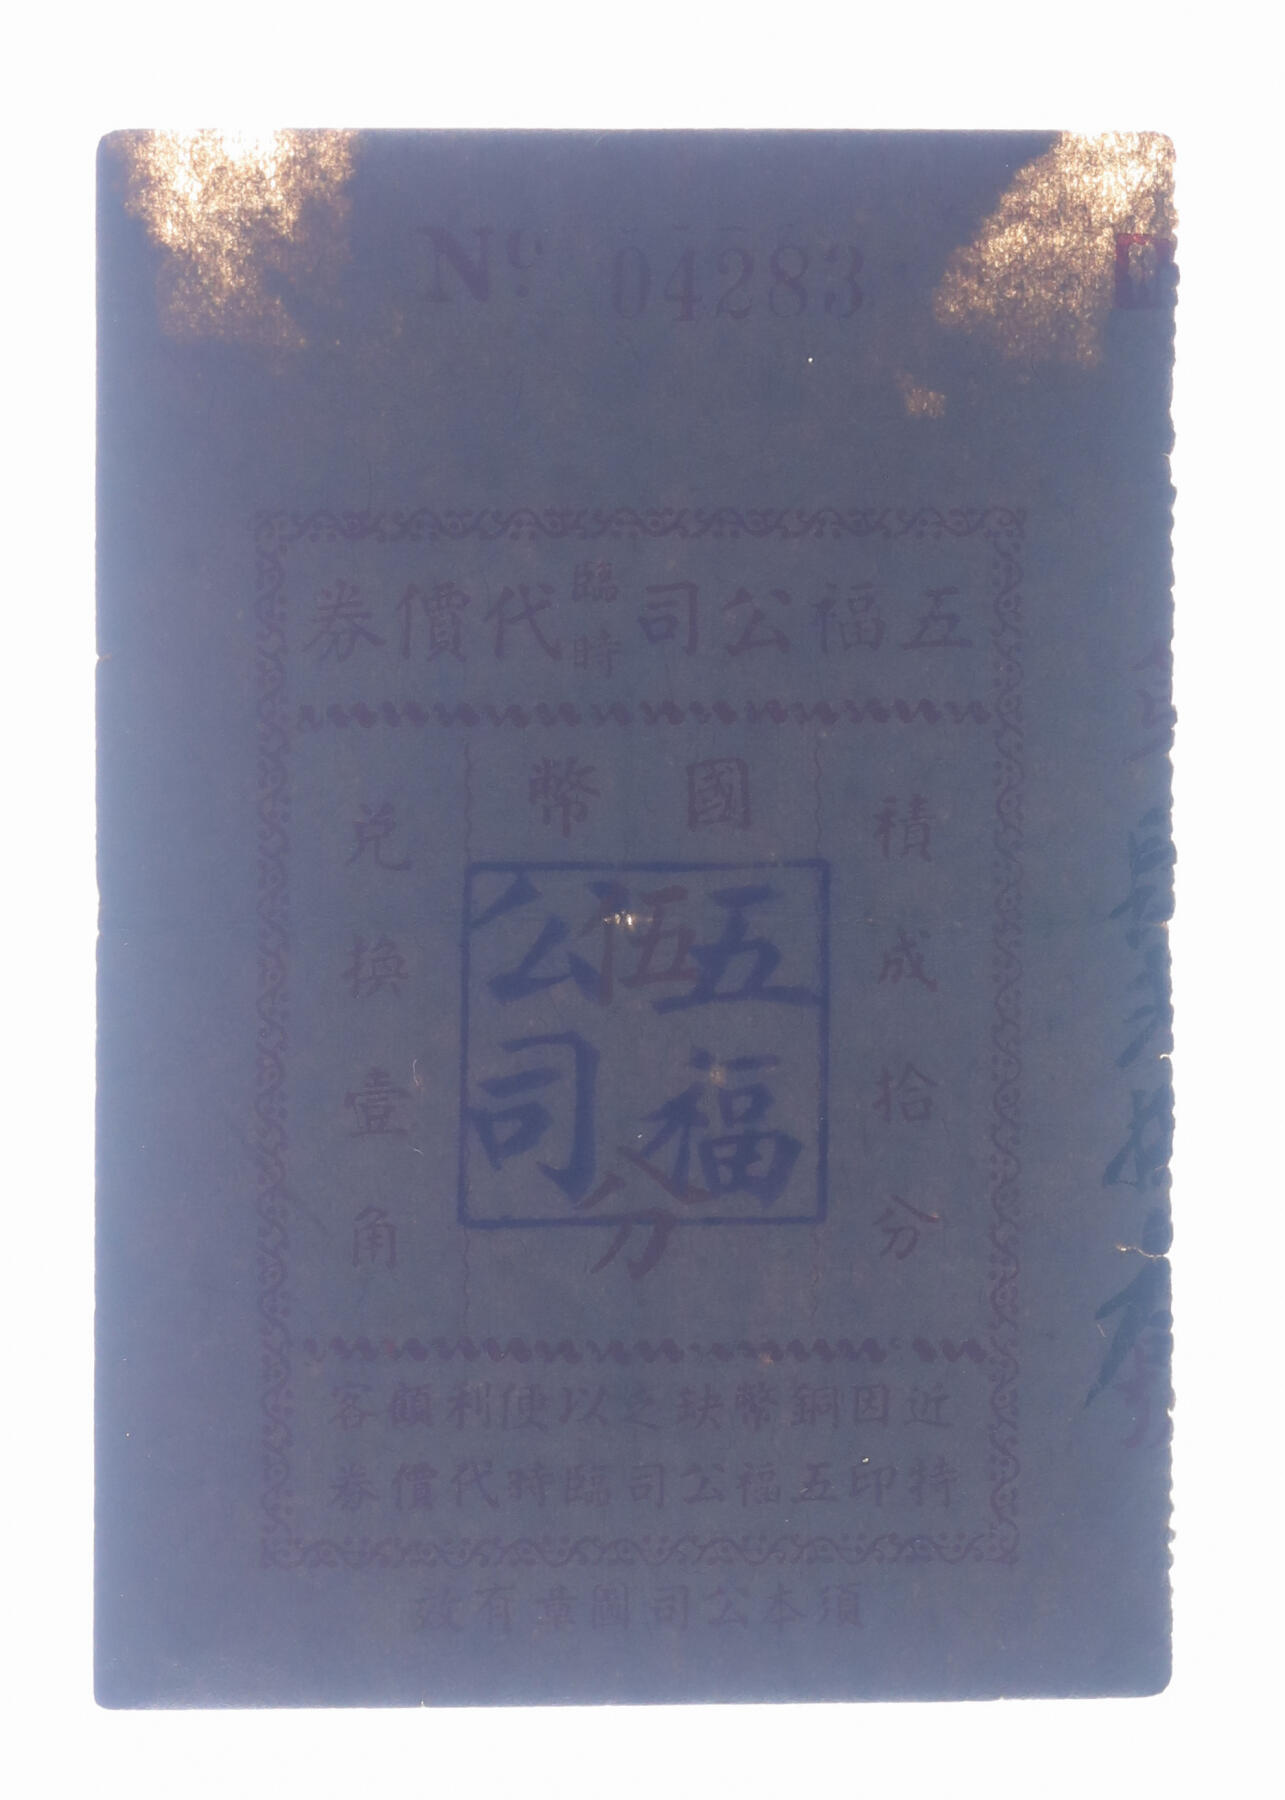 No. 04283
五福公司臨時代價券
國幣
伍分
積成拾分
兑換壹角
五福公司
近因銅幣缺乏以便利顧客
特印五福公司臨時代價券
須本公司圖章有效